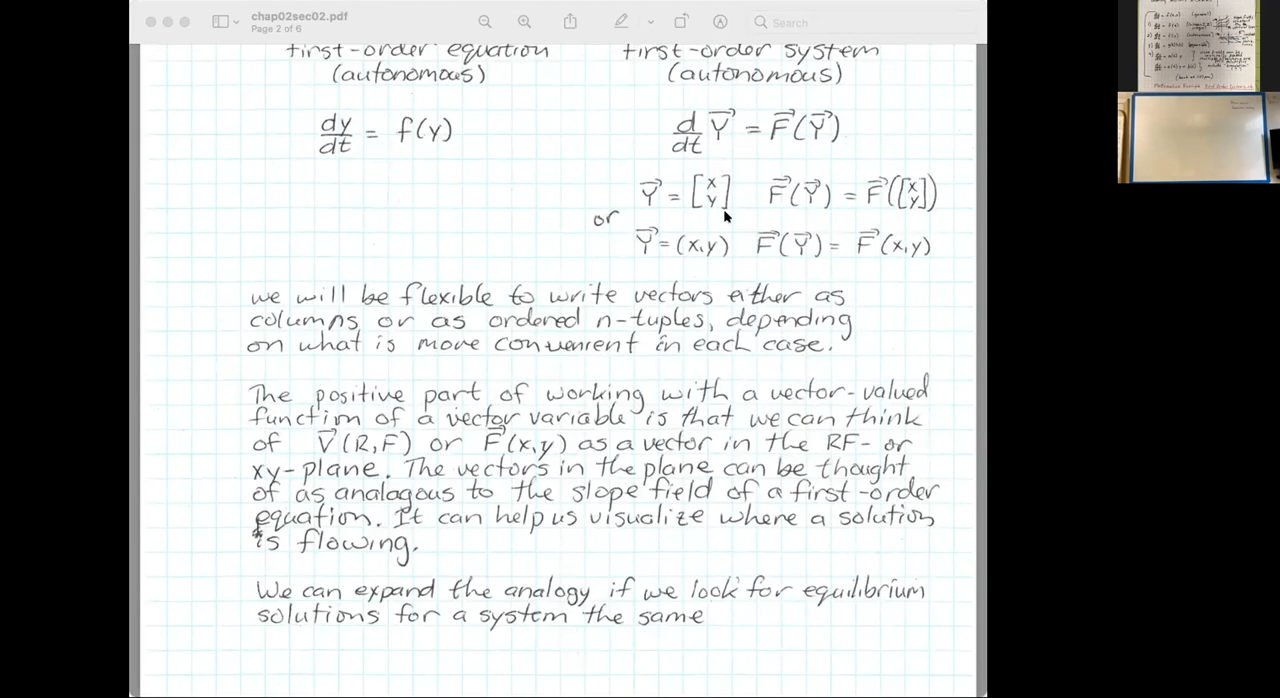 chap02sec02.pdf
Page 2 of 6
Search
first-order equation first-order system
(autonomous) (autonomous)
dy/dt = f(y) d/dt Y⃗ = F⃗(Y⃗)
Y⃗ = [x y] F⃗(Y⃗) = F⃗([x y])
or
Y⃗ = (x,y) F⃗(Y⃗) = F⃗(x,y)
we will be flexible to write vectors either as
columns or as ordered n-tuples, depending
on what is more convenient in each case.
The positive part of working with a vector-valued
function of a vector variable is that we can think
of V⃗(R,F) or F⃗(x,y) as a vector in the RF- or
xy-plane. The vectors in the plane can be thought
of as analogous to the slope field of a first-order
equation. It can help us visualize where a solution
is flowing.
We can expand the analogy if we look for equilibrium
solutions for a system the same